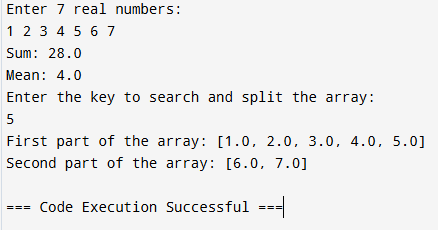 Enter 7 real numbers:
1 2 3 4 5 6 7
Sum: 28.0
Mean: 4.0
Enter the key to search and split the array:
5
First part of the array: [1.0, 2.0, 3.0, 4.0, 5.0]
Second part of the array: [6.0, 7.0]
=== Code Execution Successful ===